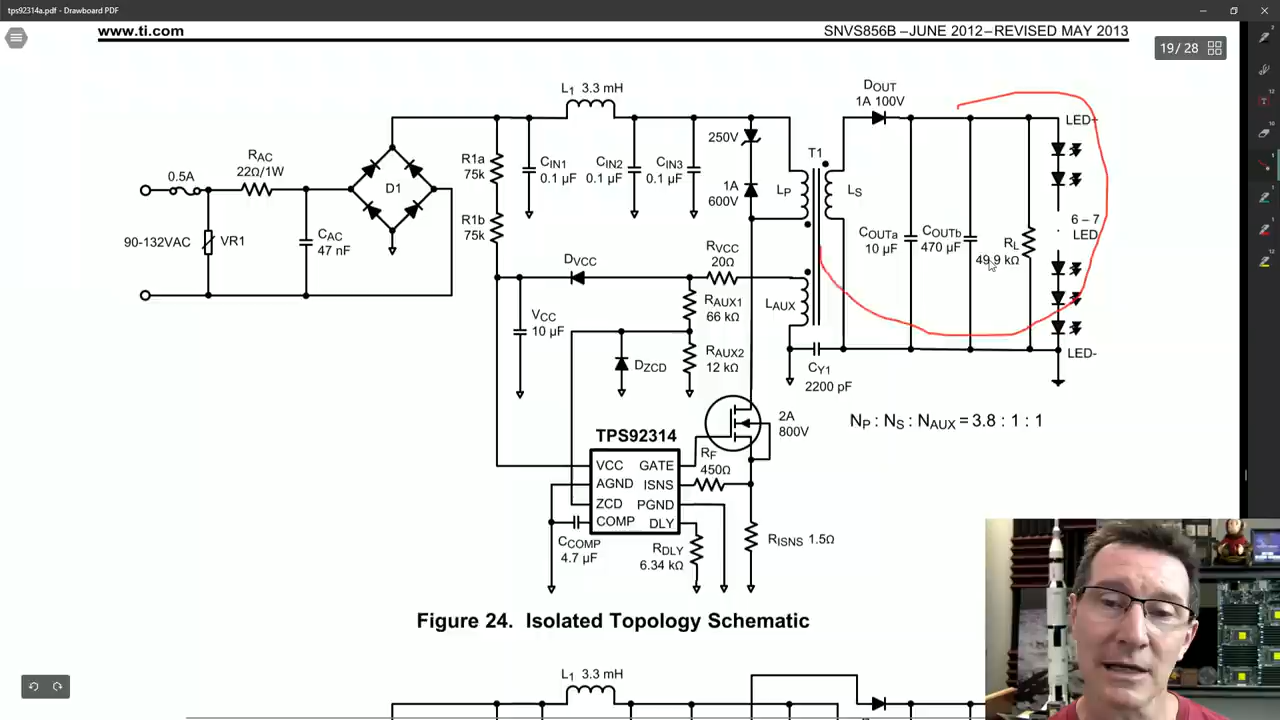 tps92314a.pdf - Drawboard PDF
www.ti.com
SNVS856B –JUNE 2012–REVISED MAY 2013
19 / 28
L1 3.3 mH
DOUT
1A 100V
LED+
0.5A
RAC
22Ω/1W
D1
R1a
75k
CIN1
0.1 µF
CIN2
0.1 µF
CIN3
0.1 µF
250V
1A
600V
T1
LP
LS
90-132VAC
VR1
CAC
47 nF
R1b
75k
COUTa
10 µF
COUTb
470 µF
RL
49.9 kΩ
6 – 7
LED
DVCC
RVCC
20Ω
RAUX1
66 kΩ
LAUX
VCC
10 µF
DZCD
RAUX2
12 kΩ
CY1
2200 pF
LED-
NP : NS : NAUX = 3.8 : 1 : 1
2A
800V
TPS92314
RF
450Ω
VCC GATE
AGND ISNS
ZCD PGND
COMP DLY
CCOMP
4.7 µF
RDLY
6.34 kΩ
RISNS 1.5Ω
Figure 24. Isolated Topology Schematic
L1 3.3 mH